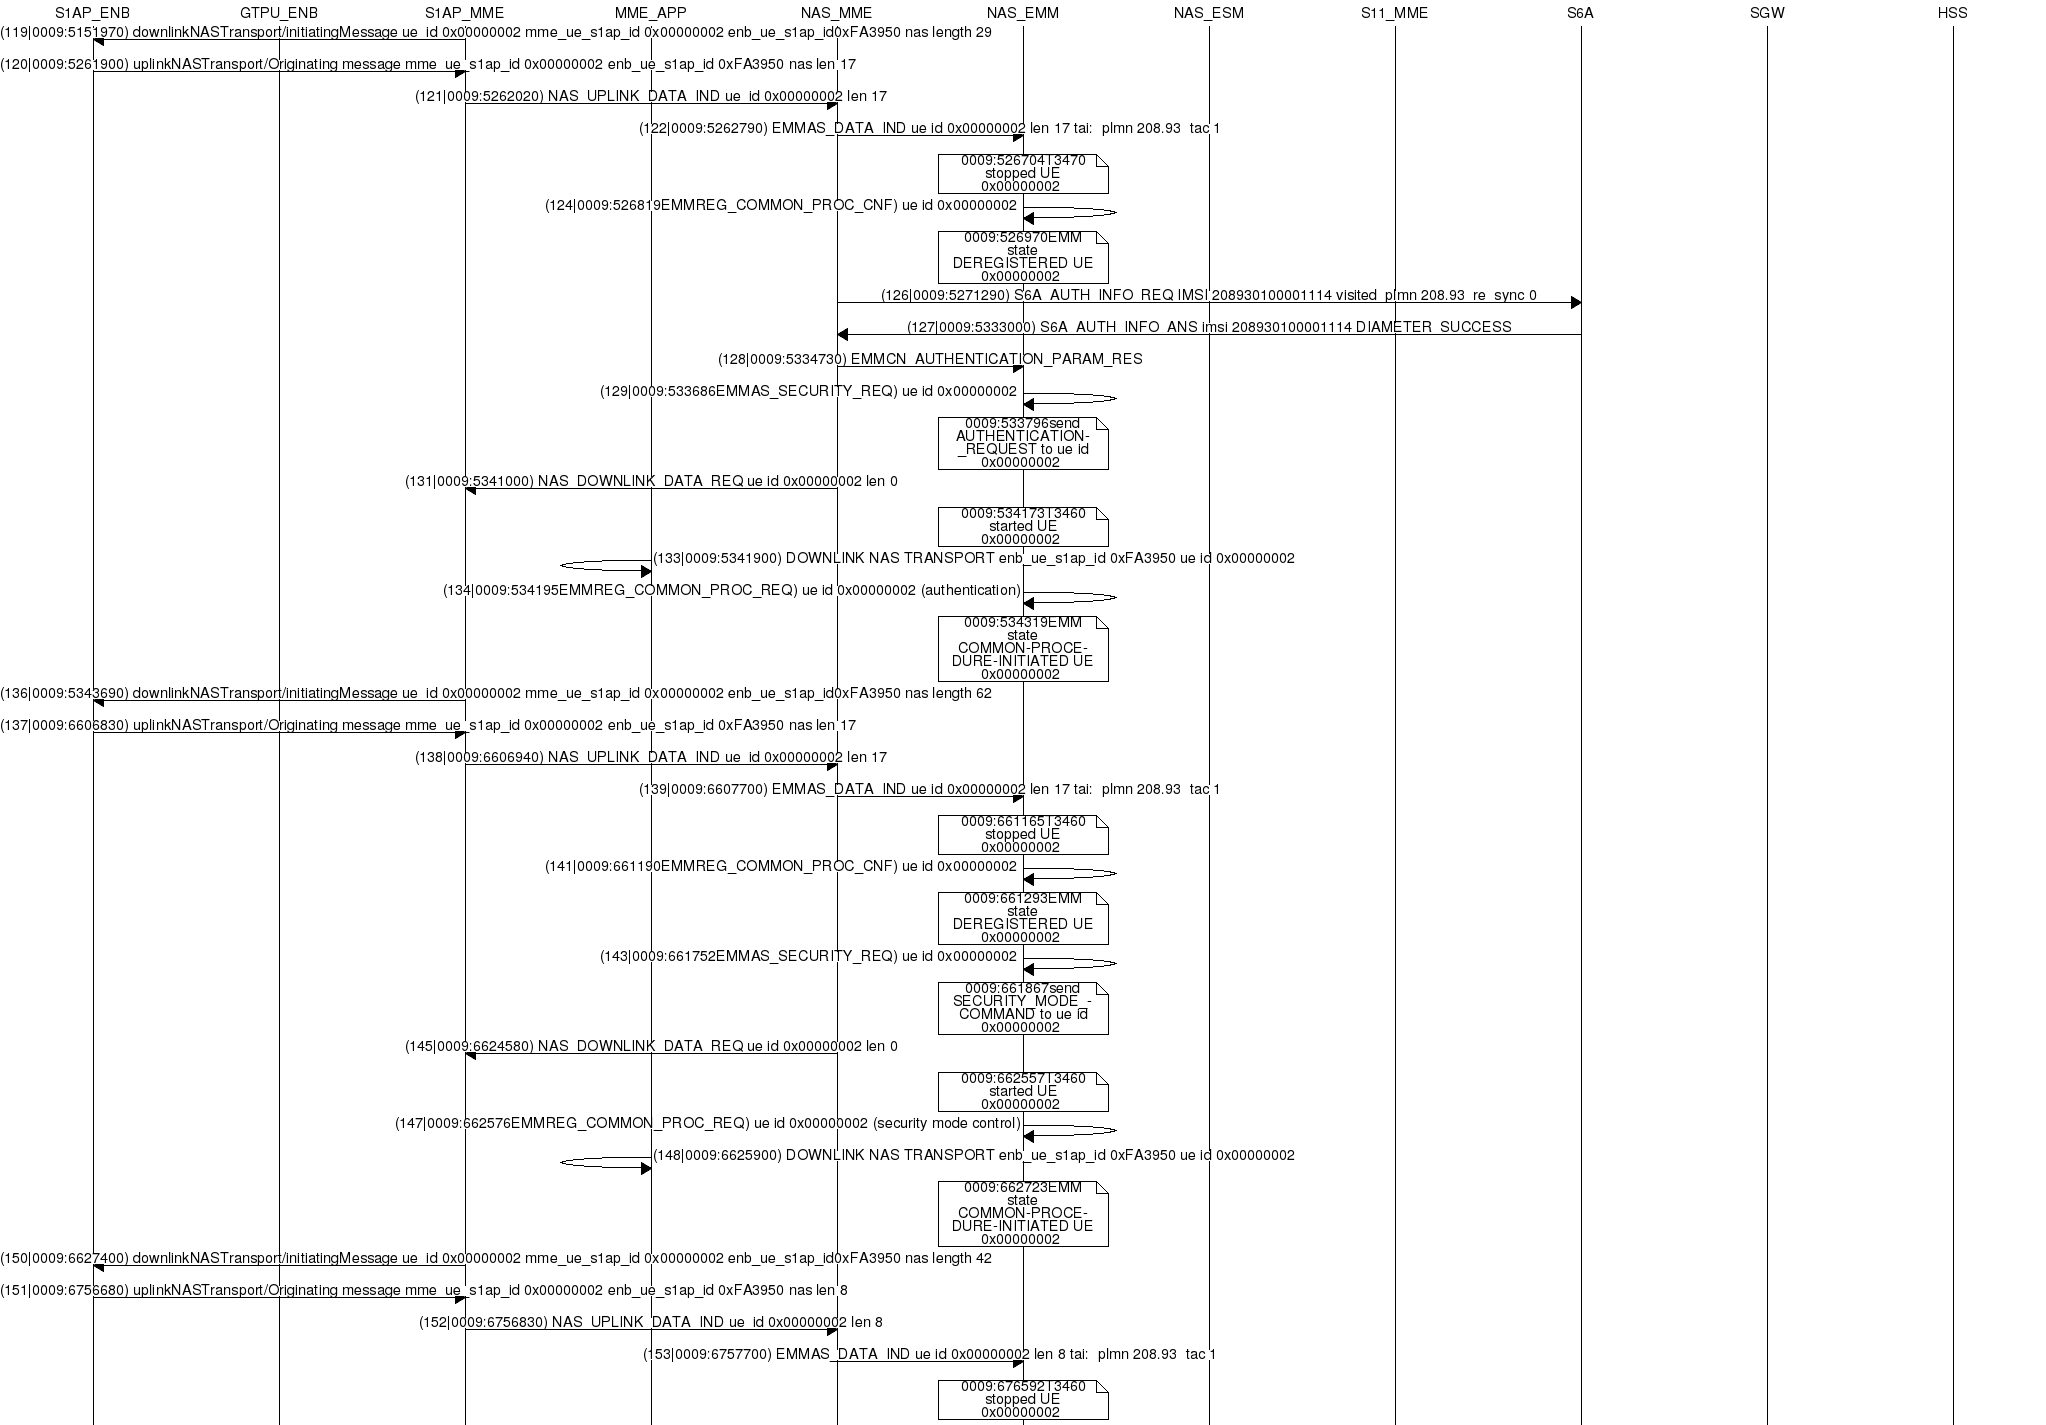 S1AP_ENB GTPU_ENB S1AP_MME MME_APP NAS_MME NAS_EMM NAS_ESM S11_MME S6A SGW HSS
(119|0009:5151970) downlinkNASTransport/initiatingMessage ue_id 0x00000002 mme_ue_s1ap_id 0x00000002 enb_ue_s1ap_id0xFA3950 nas length 29
(120|0009:5261900) uplinkNASTransport/Originating message mme_ue_s1ap_id 0x00000002 enb_ue_s1ap_id 0xFA3950 nas len 17
(121|0009:5262020) NAS_UPLINK_DATA_IND ue_id 0x00000002 len 17
(122|0009:5262790) EMMAS_DATA_IND ue id 0x00000002 len 17 tai: plmn 208.93 tac 1
0009:526704T3470
stopped UE
0x00000002
(124|0009:526819EMMREG_COMMON_PROC_CNF) ue id 0x00000002
0009:526970EMM
state
DEREGISTERED UE
0x00000002
(126|0009:5271290) S6A_AUTH_INFO_REQ IMSI 208930100001114 visited_plmn 208.93 re_sync 0
(127|0009:5333000) S6A_AUTH_INFO_ANS imsi 208930100001114 DIAMETER_SUCCESS
(128|0009:5334730) EMMCN_AUTHENTICATION_PARAM_RES
(129|0009:533686EMMAS_SECURITY_REQ) ue id 0x00000002
0009:533796send
AUTHENTICATION-
_REQUEST to ue id
0x00000002
(131|0009:5341000) NAS_DOWNLINK_DATA_REQ ue id 0x00000002 len 0
0009:534173T3460
started UE
0x00000002
(133|0009:5341900) DOWNLINK NAS TRANSPORT enb_ue_s1ap_id 0xFA3950 ue id 0x00000002
(134|0009:534195EMMREG_COMMON_PROC_REQ) ue id 0x00000002 (authentication)
0009:534319EMM
state
COMMON-PROCE-
DURE-INITIATED UE
0x00000002
(136|0009:5343690) downlinkNASTransport/initiatingMessage ue_id 0x00000002 mme_ue_s1ap_id 0x00000002 enb_ue_s1ap_id0xFA3950 nas length 62
(137|0009:6606830) uplinkNASTransport/Originating message mme_ue_s1ap_id 0x00000002 enb_ue_s1ap_id 0xFA3950 nas len 17
(138|0009:6606940) NAS_UPLINK_DATA_IND ue_id 0x00000002 len 17
(139|0009:6607700) EMMAS_DATA_IND ue id 0x00000002 len 17 tai: plmn 208.93 tac 1
0009:661165T3460
stopped UE
0x00000002
(141|0009:661190EMMREG_COMMON_PROC_CNF) ue id 0x00000002
0009:661293EMM
state
DEREGISTERED UE
0x00000002
(143|0009:661752EMMAS_SECURITY_REQ) ue id 0x00000002
0009:661867send
SECURITY_MODE_-
COMMAND to ue id
0x00000002
(145|0009:6624580) NAS_DOWNLINK_DATA_REQ ue id 0x00000002 len 0
0009:662557T3460
started UE
0x00000002
(147|0009:662576EMMREG_COMMON_PROC_REQ) ue id 0x00000002 (security mode control)
(148|0009:6625900) DOWNLINK NAS TRANSPORT enb_ue_s1ap_id 0xFA3950 ue id 0x00000002
0009:662723EMM
state
COMMON-PROCE-
DURE-INITIATED UE
0x00000002
(150|0009:6627400) downlinkNASTransport/initiatingMessage ue_id 0x00000002 mme_ue_s1ap_id 0x00000002 enb_ue_s1ap_id0xFA3950 nas length 42
(151|0009:6756680) uplinkNASTransport/Originating message mme_ue_s1ap_id 0x00000002 enb_ue_s1ap_id 0xFA3950 nas len 8
(152|0009:6756830) NAS_UPLINK_DATA_IND ue_id 0x00000002 len 8
(153|0009:6757700) EMMAS_DATA_IND ue id 0x00000002 len 8 tai: plmn 208.93 tac 1
0009:676592T3460
stopped UE
0x00000002